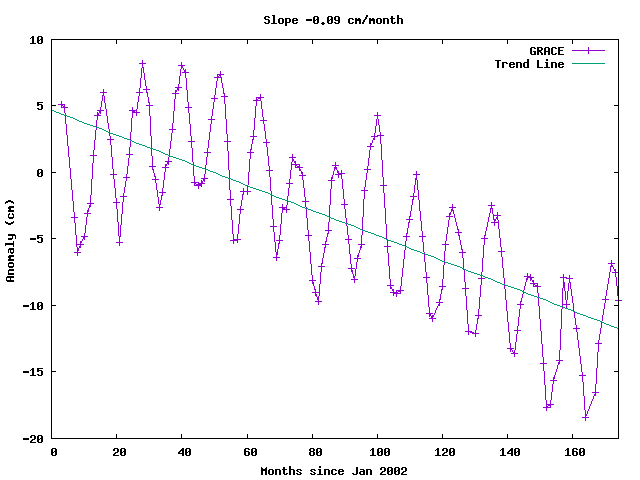 Slope -0.09 cm/month
GRACE
Trend Line
10
5
0
-5
-10
-15
-20
Anomaly (cm)
0 20 40 60 80 100 120 140 160
Months since Jan 2002